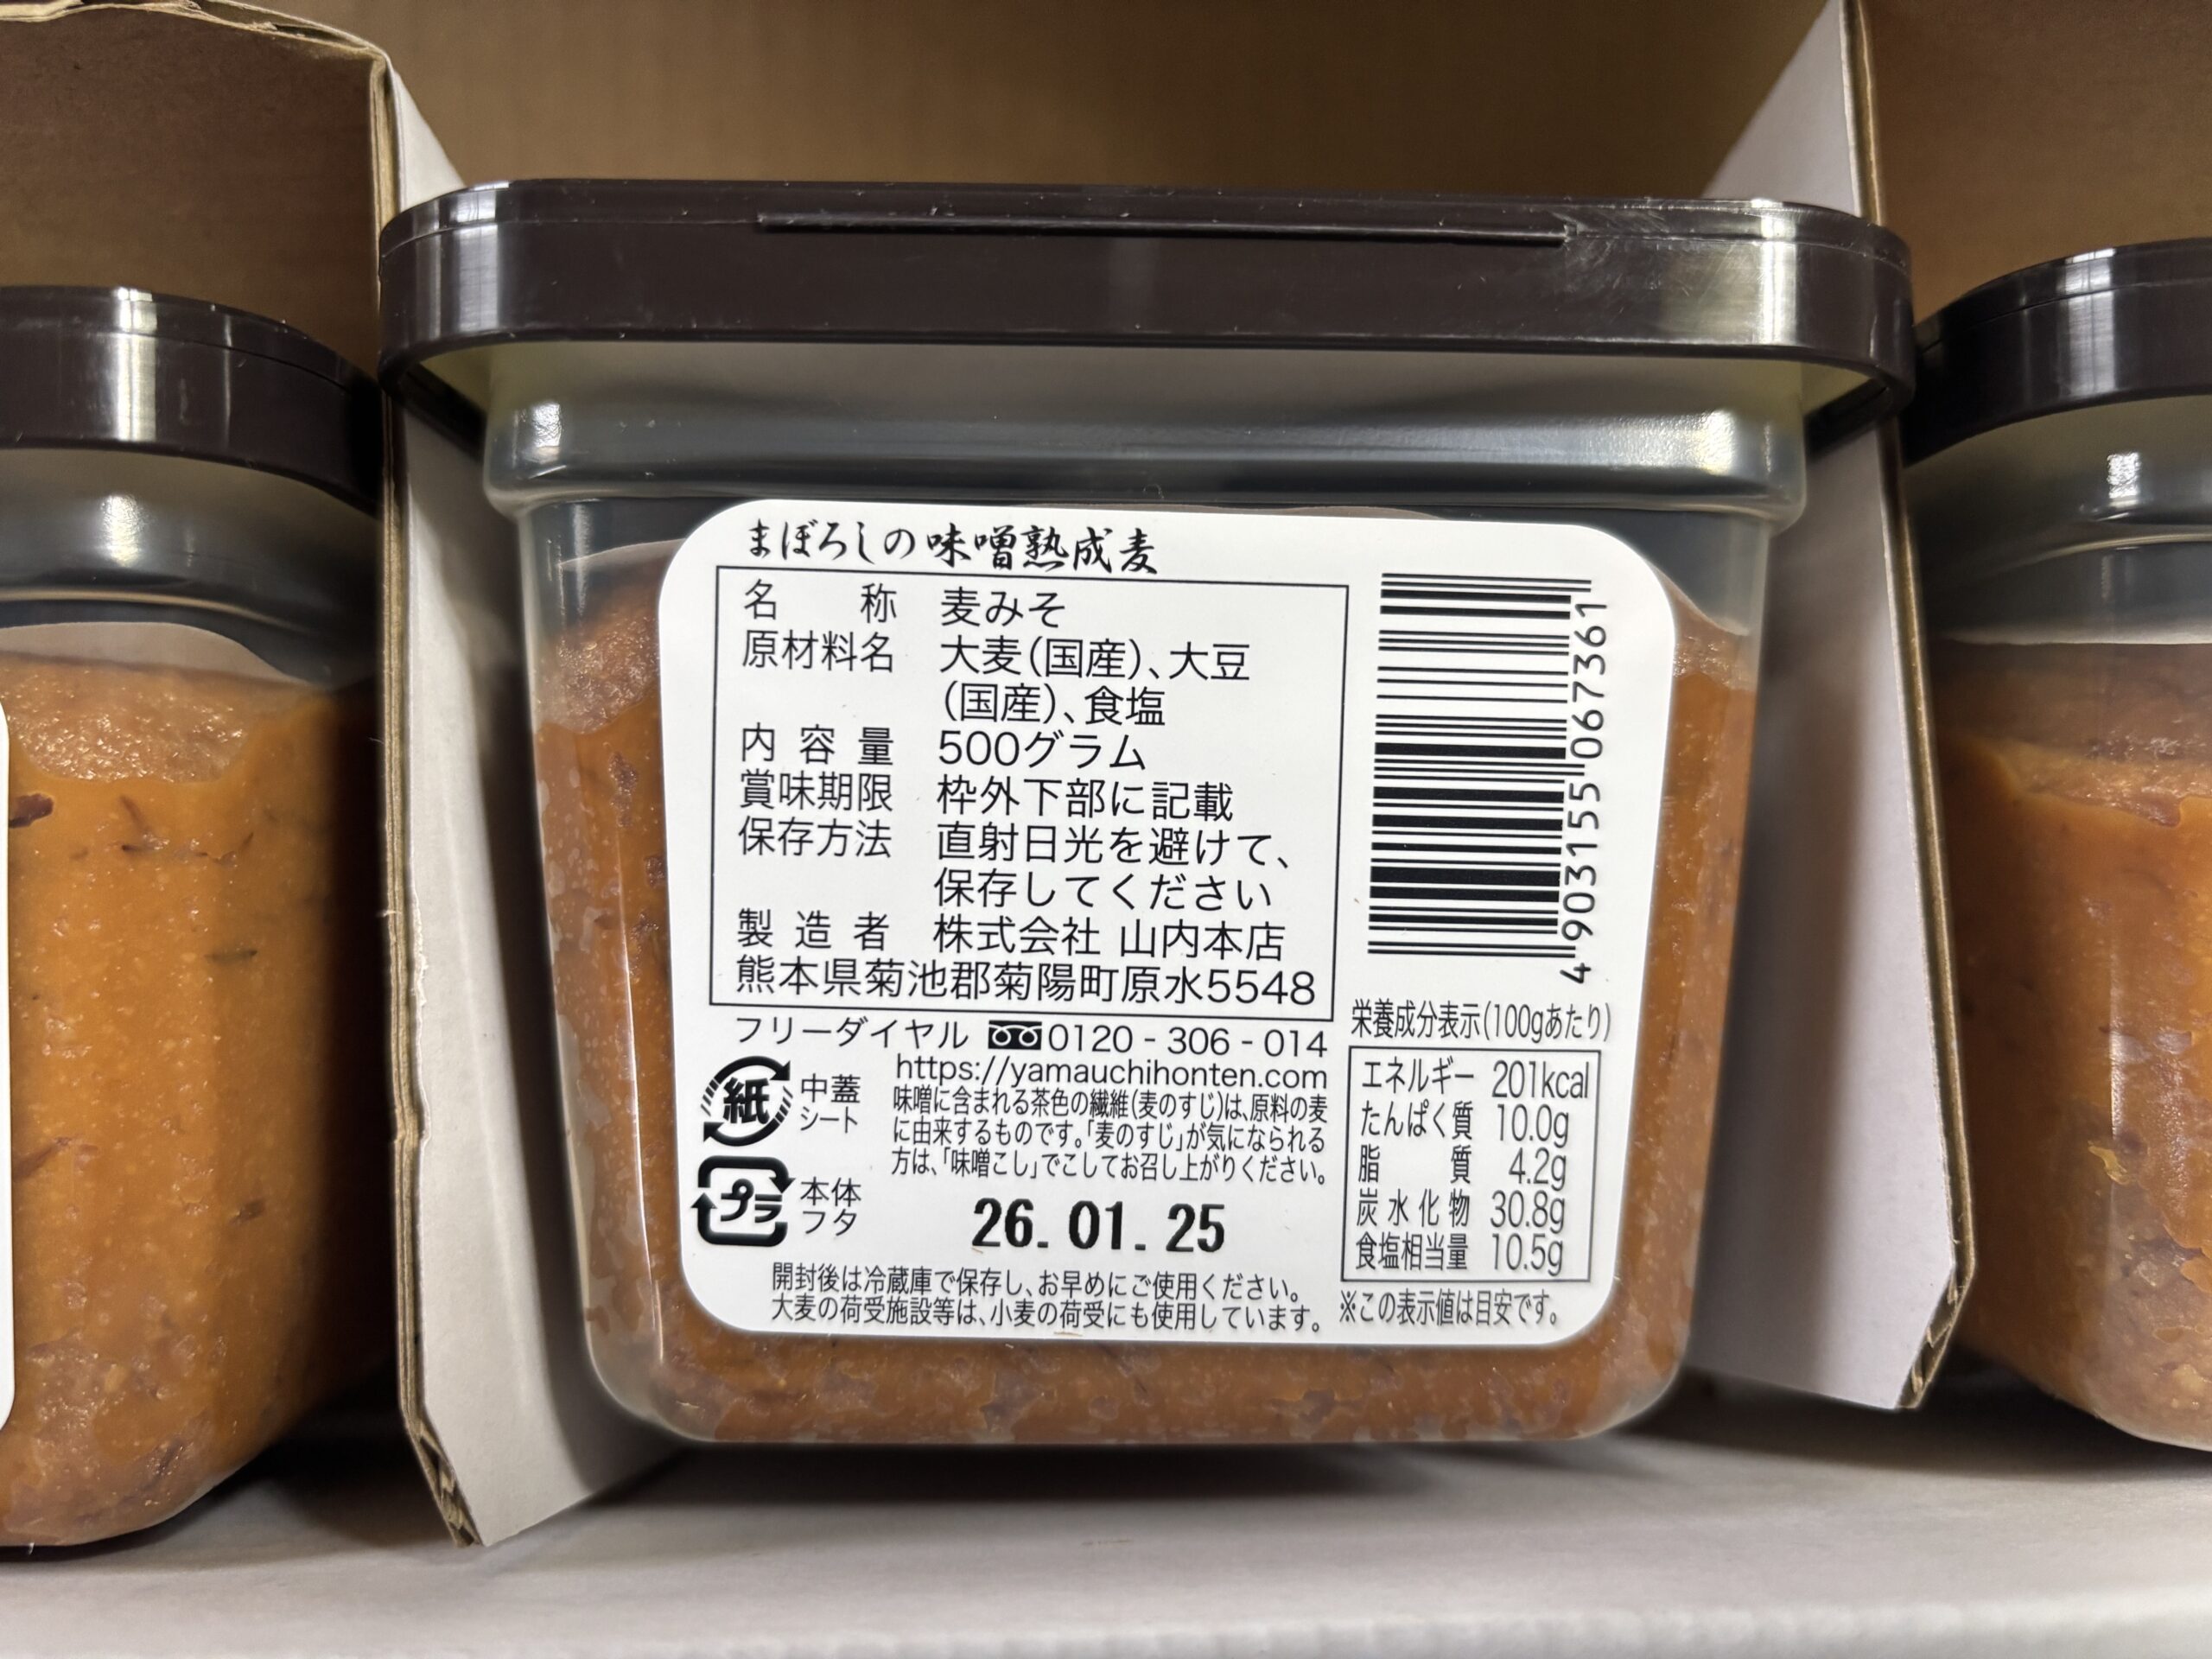 まぼろしの味噌熟成麦
名称 麦みそ
原材料名 大麦(国産)、大豆
(国産)、食塩
内容量 500グラム
賞味期限 枠外下部に記載
保存方法 直射日光を避けて、
保存してください
製造者 株式会社 山内本店
熊本県菊池郡菊陽町原水5548
フリーダイヤル 0120-306-014
https://yamauchihonten.com
紙 中蓋
シート
味噌に含まれる茶色の繊維(麦のすじ)は、原料の麦
に由来するものです。「麦のすじ」が気になられる
方は、「味噌こし」でこしてお召し上がりください。
プラ 本体
フタ
26.01.25
開封後は冷蔵庫で保存し、お早めにご使用ください。
大麦の荷受施設等は、小麦の荷受にも使用しています。
4903155067361
栄養成分表示(100gあたり)
エネルギー 201kcal
たんぱく質 10.0g
脂質 4.2g
炭水化物 30.8g
食塩相当量 10.5g
※この表示値は目安です。